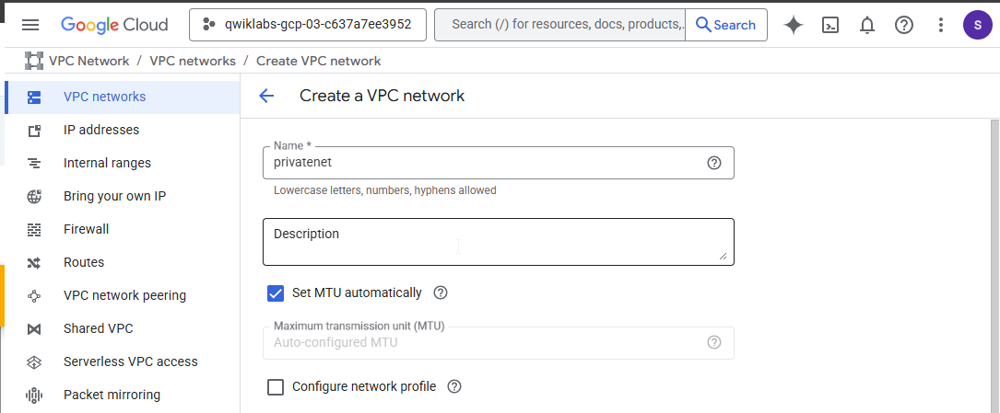 Google Cloud
qwiklabs-gcp-03-c637a7ee3952
Search (/) for resources, docs, products,.
Search
S
VPC Network / VPC networks / Create VPC network
VPC networks
IP addresses
Internal ranges
Bring your own IP
Firewall
Routes
VPC network peering
Shared VPC
Serverless VPC access
Packet mirroring
Create a VPC network
Name *
privatenet
Lowercase letters, numbers, hyphens allowed
Description
Set MTU automatically
Maximum transmission unit (MTU)
Auto-configured MTU
Configure network profile